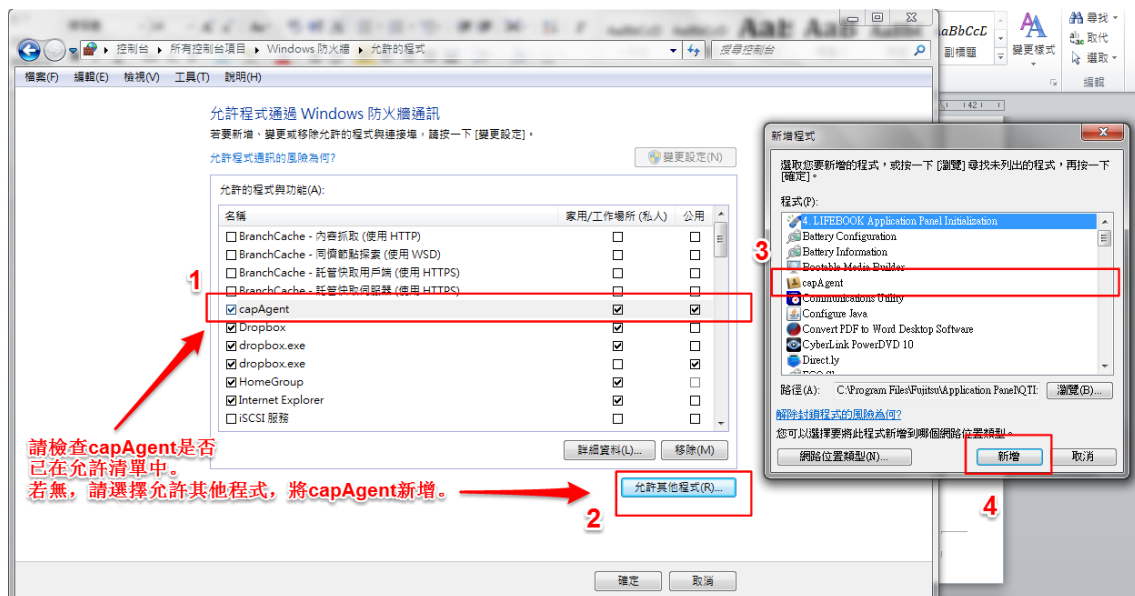 控制台 ▸ 所有控制台項目 ▸ Windows 防火牆 ▸ 允許的程式
搜尋控制台
檔案(F) 編輯(E) 檢視(V) 工具(T) 說明(H)
允許程式通過 Windows 防火牆通訊
若要新增、變更或移除允許的程式與連接埠，請按一下 [變更設定]。
允許程式通訊的風險為何?
變更設定(N)
允許的程式與功能(A):
名稱 家用/工作場所 (私人) 公用
BranchCache - 內容抓取 (使用 HTTP)
BranchCache - 同儕節點探索 (使用 WSD)
BranchCache - 託管快取用戶端 (使用 HTTPS)
BranchCache - 託管快取伺服器 (使用 HTTPS)
1
capAgent
Dropbox
dropbox.exe
dropbox.exe
HomeGroup
Internet Explorer
iSCSI 服務
詳細資料(L)... 移除(M)
請檢查capAgent是否
已在允許清單中。
若無，請選擇允許其他程式，將capAgent新增。
允許其他程式(R)...
2
確定 取消
AaBbCcD
副標題
變更樣式
尋找
取代
選取
編輯
42
新增程式
選取您要新增的程式，或按一下 [瀏覽] 尋找未列出的程式，再按一下
[確定]。
程式(P):
4. LIFEBOOK Application Panel Initialization
Battery Configuration
3
Battery Information
Bootable Media Builder
capAgent
Communications Utility
Configure Java
Convert PDF to Word Desktop Software
CyberLink PowerDVD 10
Direct.ly
路徑(A): C:\Program Files\Fujitsu\Application Panel\QTI: 瀏覽(B)...
解除封鎖程式的風險為何?
您可以選擇要將此程式新增到哪個網路位置類型。
網路位置類型(N)... 新增 取消
4